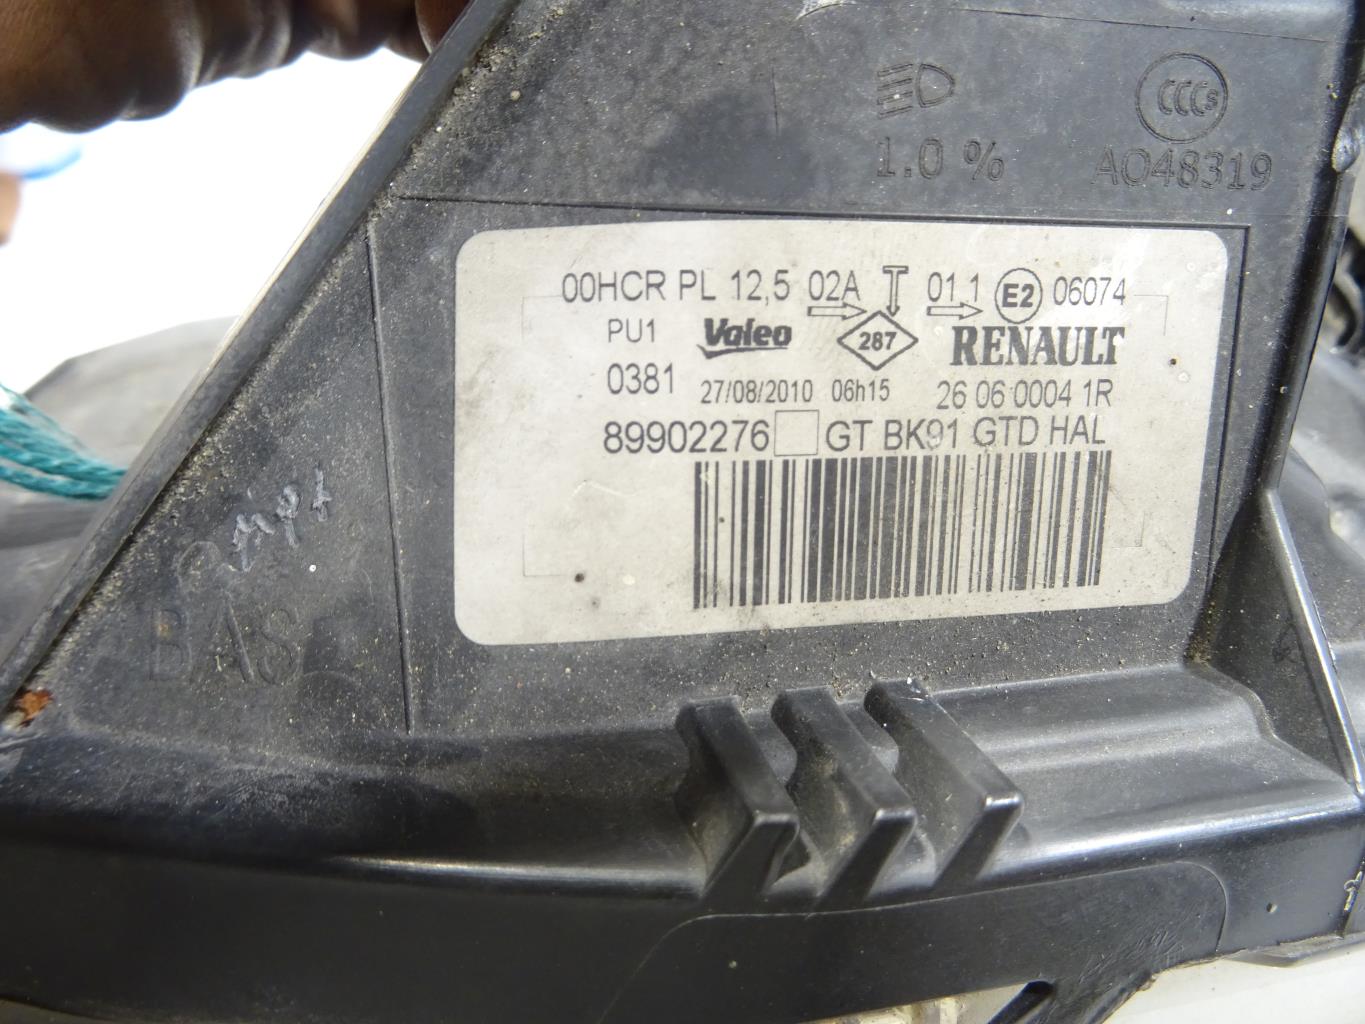 CCCs
1.0 %
A048319
00HCR PL 12,5 02A 01 1 E2 06074
PU1 Valeo 287 RENAULT
0381 27/08/2010 06h15 26 06 0004 1R
89902276 GT BK91 GTD HAL
BAS